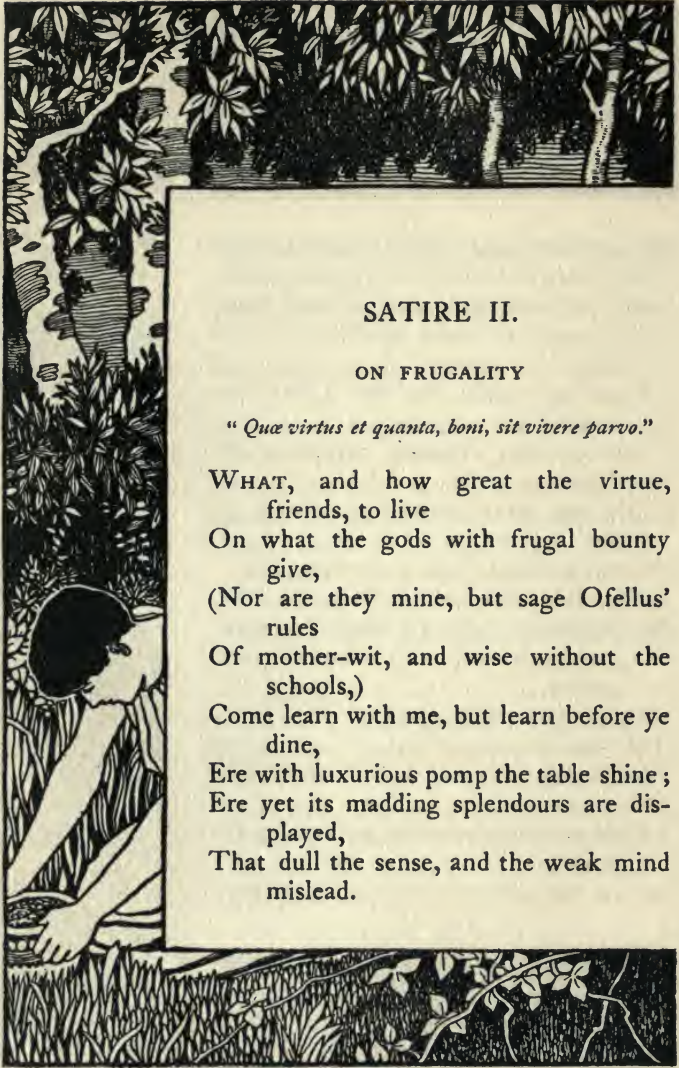 SATIRE II.
ON FRUGALITY
“ Quæ virtus et quanta, boni, sit vivere parvo.”
WHAT, and how great the virtue,
friends, to live
On what the gods with frugal bounty
give,
(Nor are they mine, but sage Ofellus’
rules
Of mother-wit, and wise without the
schools,)
Come learn with me, but learn before ye
dine,
Ere with luxurious pomp the table shine ;
Ere yet its madding splendours are dis-
played,
That dull the sense, and the weak mind
mislead.